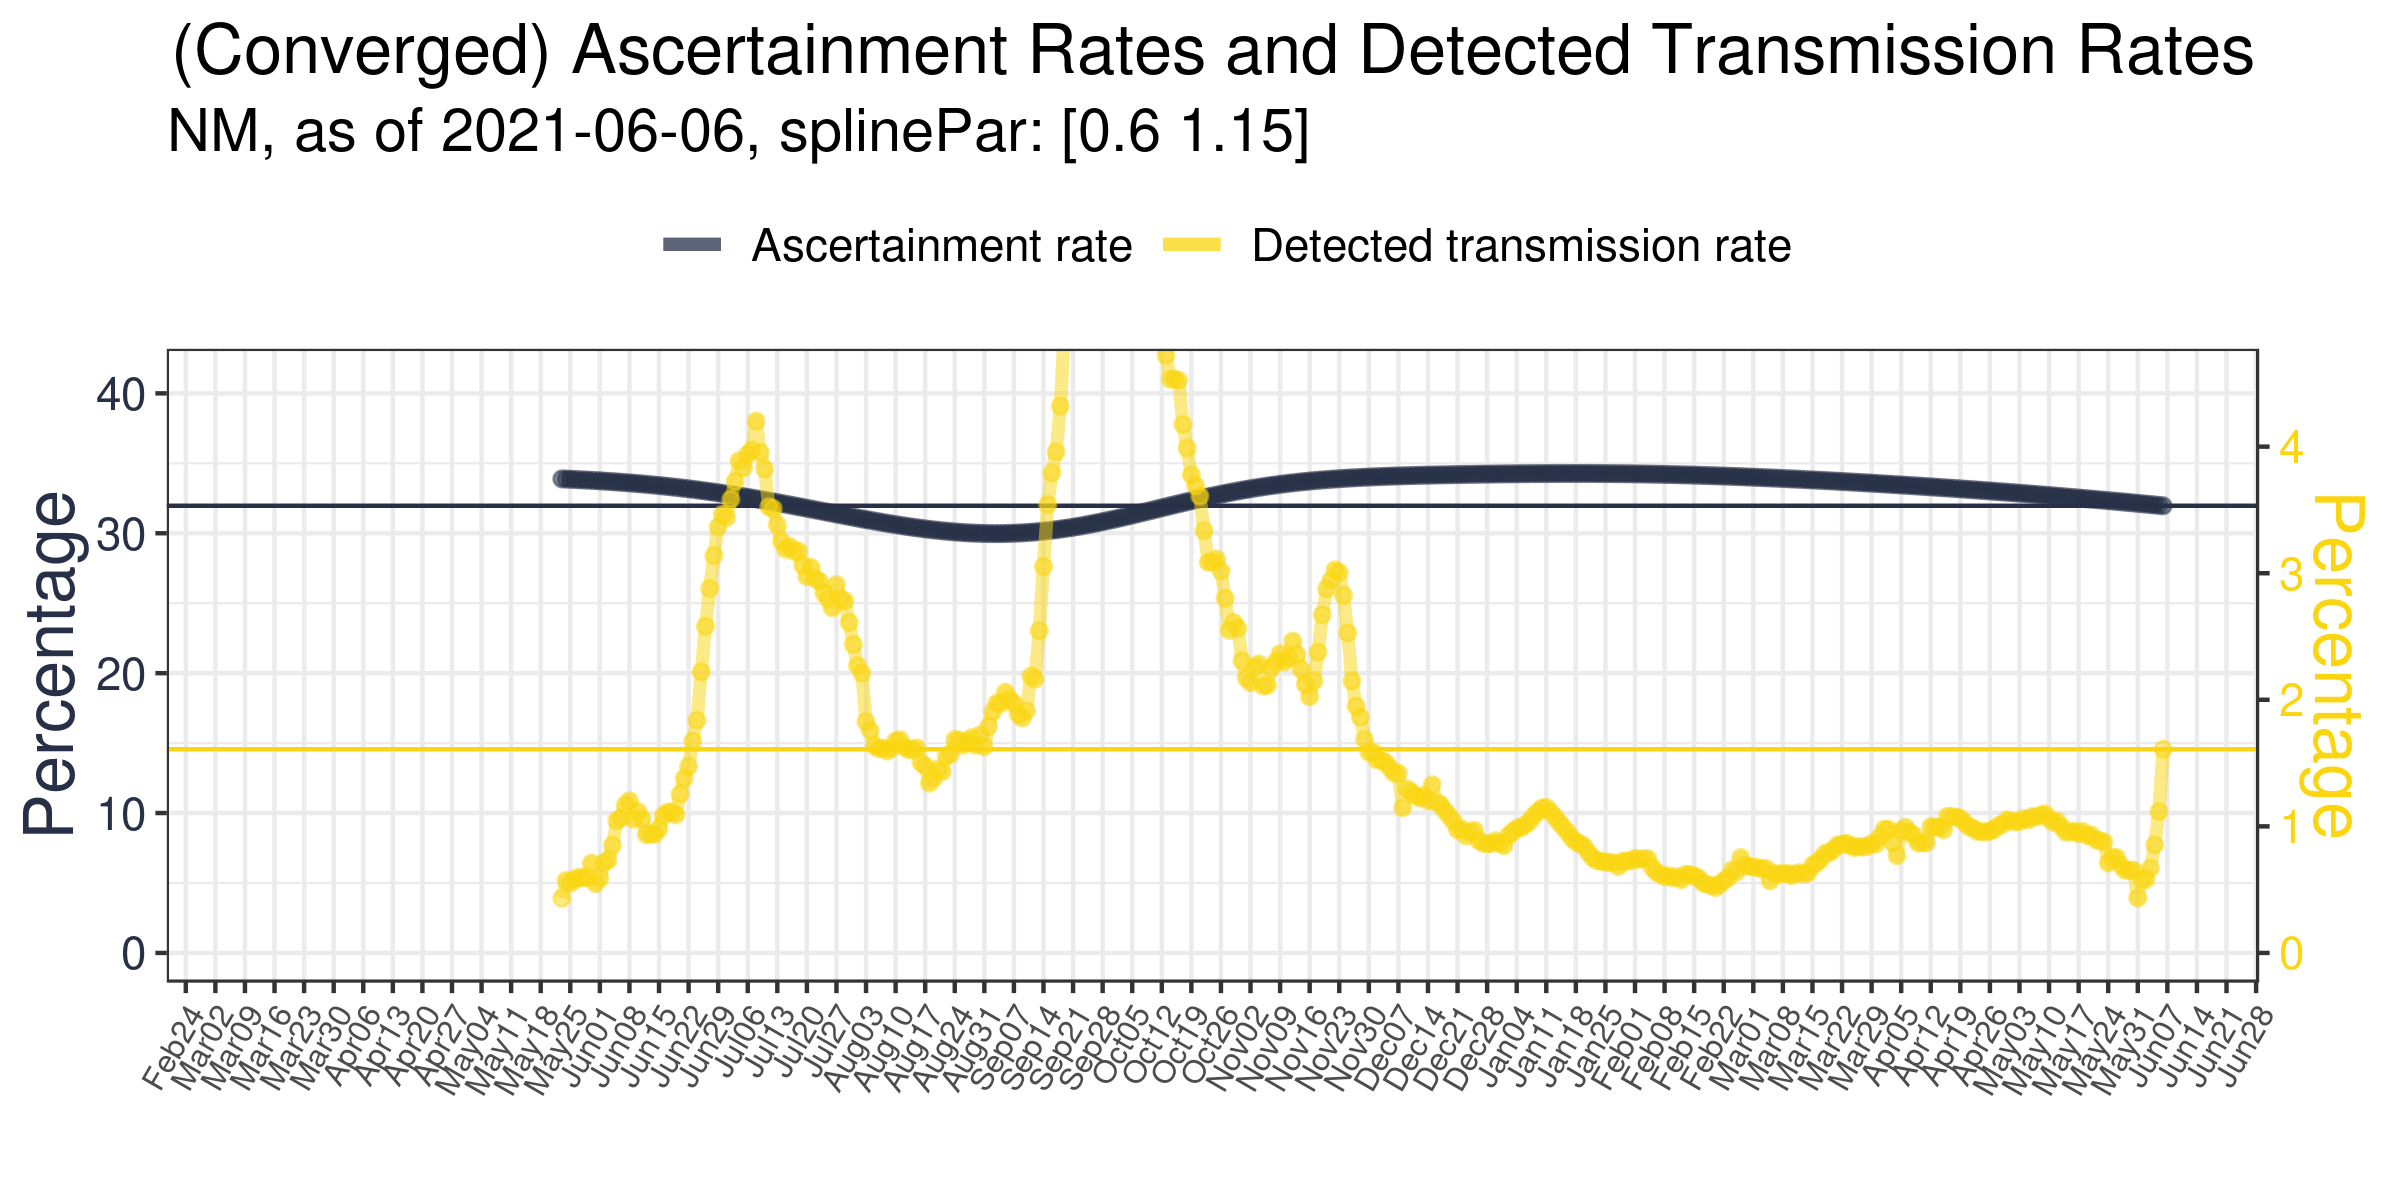 (Converged) Ascertainment Rates and Detected Transmission Rates
NM, as of 2021-06-06, splinePar: [0.6 1.15]
Ascertainment rate
Detected transmission rate
Percentage
40
30
20
10
0
4
3
2
1
0
Percentage
Feb24
Mar02
Mar09
Mar16
Mar23
Mar30
Apr06
Apr13
Apr20
Apr27
May04
May11
May18
May25
Jun01
Jun08
Jun15
Jun22
Jun29
Jul06
Jul13
Jul20
Jul27
Aug03
Aug10
Aug17
Aug24
Aug31
Sep07
Sep14
Sep21
Sep28
Oct05
Oct12
Oct19
Oct26
Nov02
Nov09
Nov16
Nov23
Nov30
Dec07
Dec14
Dec21
Dec28
Jan04
Jan11
Jan18
Jan25
Feb01
Feb08
Feb15
Feb22
Mar01
Mar08
Mar15
Mar22
Mar29
Apr05
Apr12
Apr19
Apr26
May03
May10
May17
May24
May31
Jun07
Jun14
Jun21
Jun28